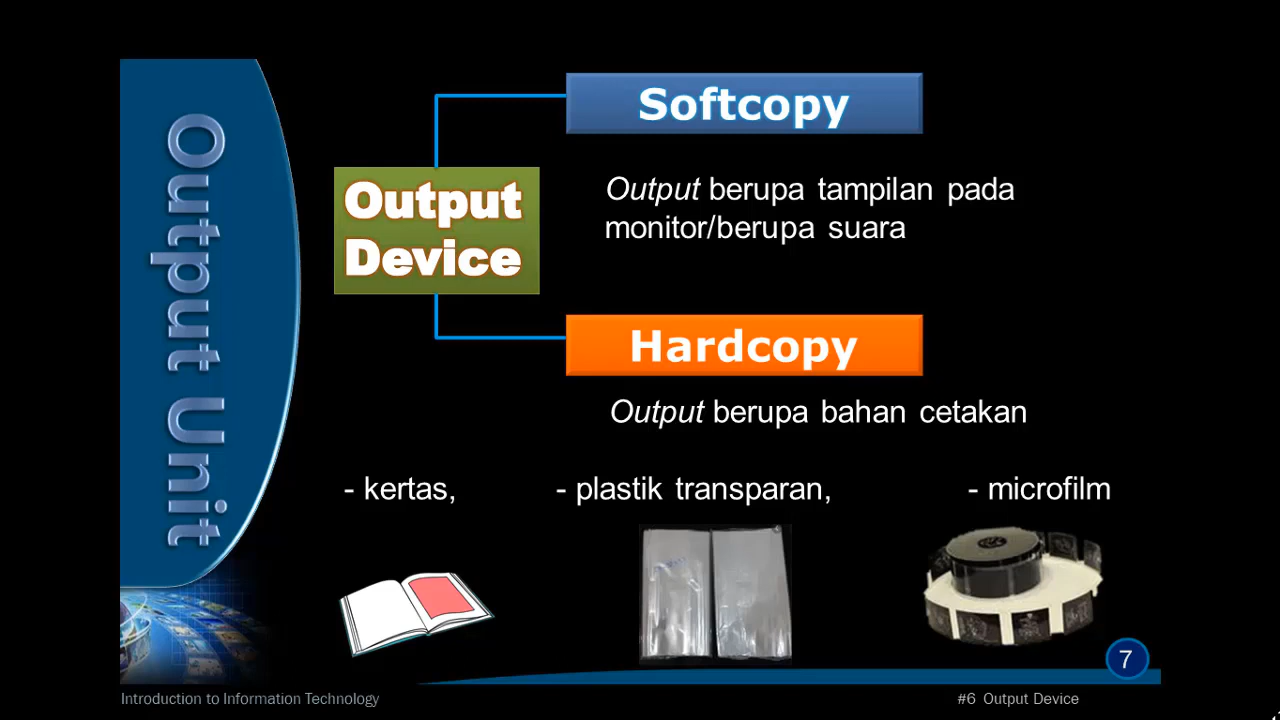 Output Unit
Softcopy
Output
Device
Output berupa tampilan pada
monitor/berupa suara
Hardcopy
Output berupa bahan cetakan
- kertas,
- plastik transparan,
- microfilm
7
Introduction to Information Technology
#6 Output Device